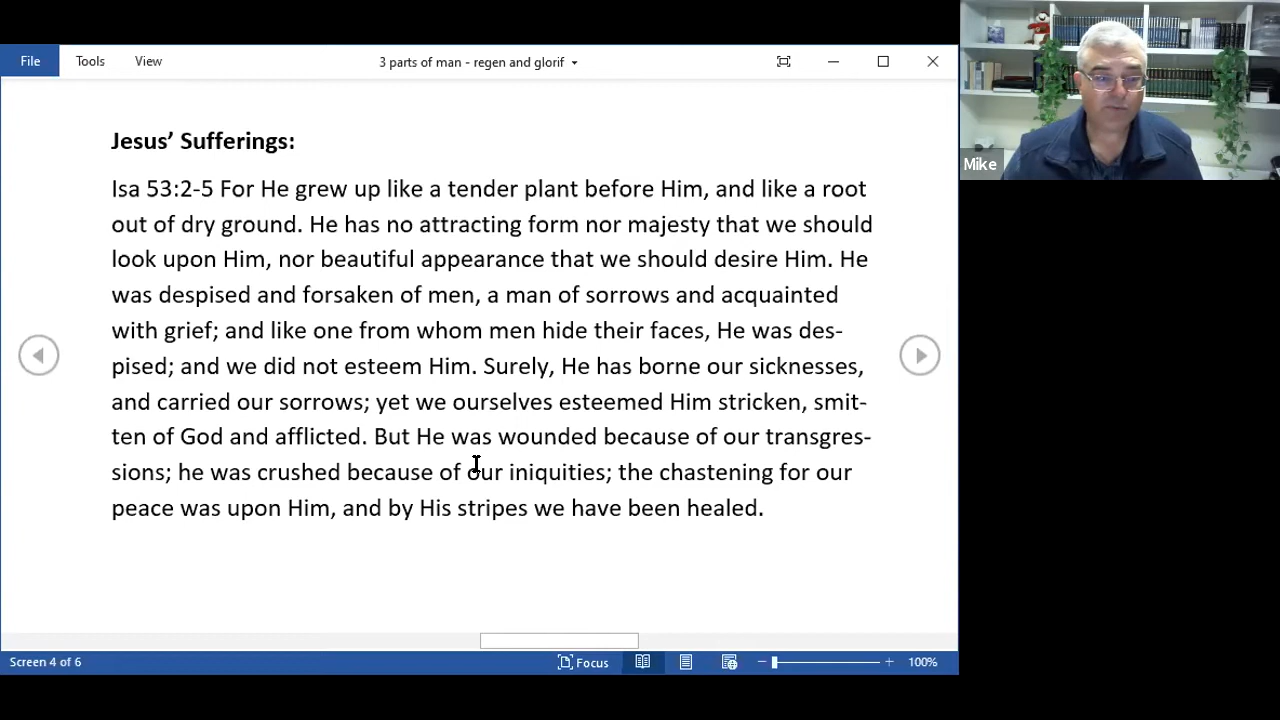 File Tools View 3 parts of man - regen and glorif
Mike
Jesus’ Sufferings:
Isa 53:2-5 For He grew up like a tender plant before Him, and like a root
out of dry ground. He has no attracting form nor majesty that we should
look upon Him, nor beautiful appearance that we should desire Him. He
was despised and forsaken of men, a man of sorrows and acquainted
with grief; and like one from whom men hide their faces, He was des-
pised; and we did not esteem Him. Surely, He has borne our sicknesses,
and carried our sorrows; yet we ourselves esteemed Him stricken, smit-
ten of God and afflicted. But He was wounded because of our transgres-
sions; he was crushed because of our iniquities; the chastening for our
peace was upon Him, and by His stripes we have been healed.
Screen 4 of 6 Focus 100%